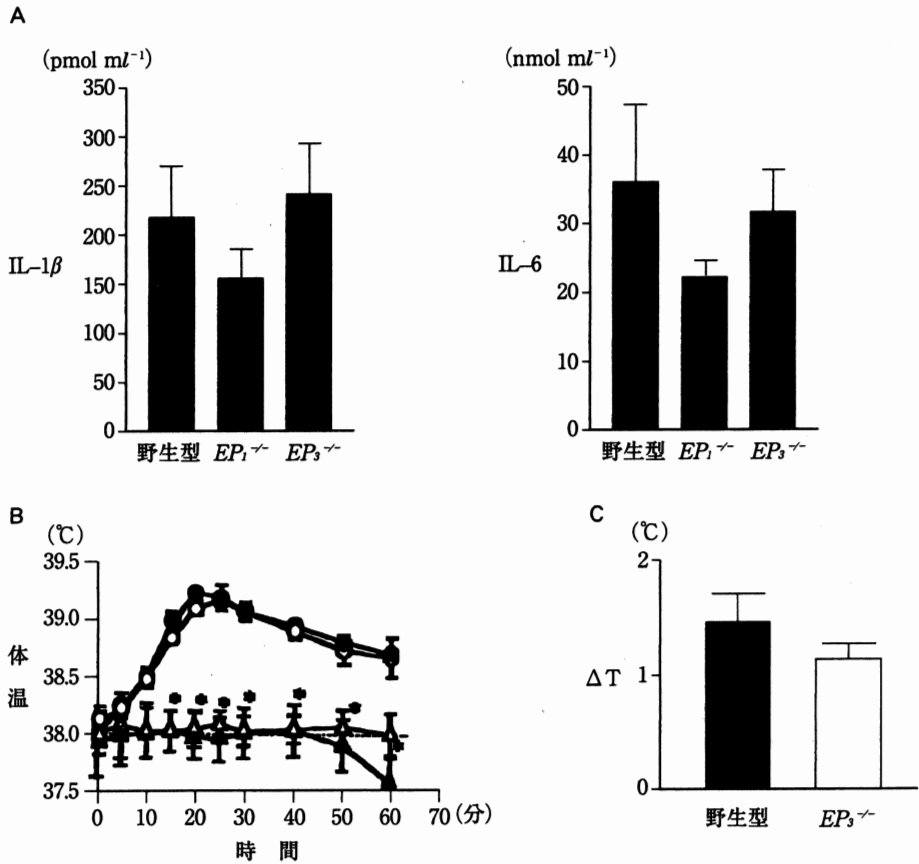 A
(pmol ml⁻¹)
350
300
250
200
150
100
50
0
IL–1β
野生型 EP₁⁻/⁻ EP₃⁻/⁻
(nmol ml⁻¹)
50
40
30
20
10
0
IL–6
野生型 EP₁⁻/⁻ EP₃⁻/⁻
B
(℃)
39.5
39.0
38.5
38.0
37.5
体温
* * * * * * *
0 10 20 30 40 50 60 70 (分)
時 間
C
(℃)
2
1
0
ΔT
野生型 EP₃⁻/⁻